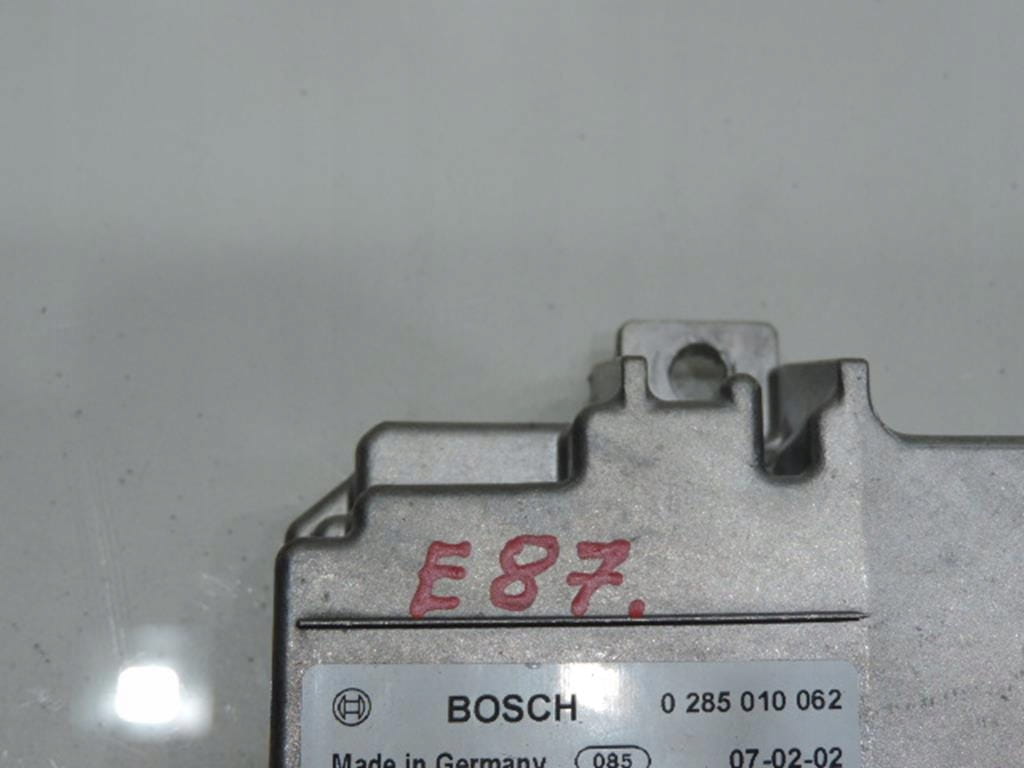 E87.
BOSCH 0 285 010 062
Made in Germany 085 07-02-02